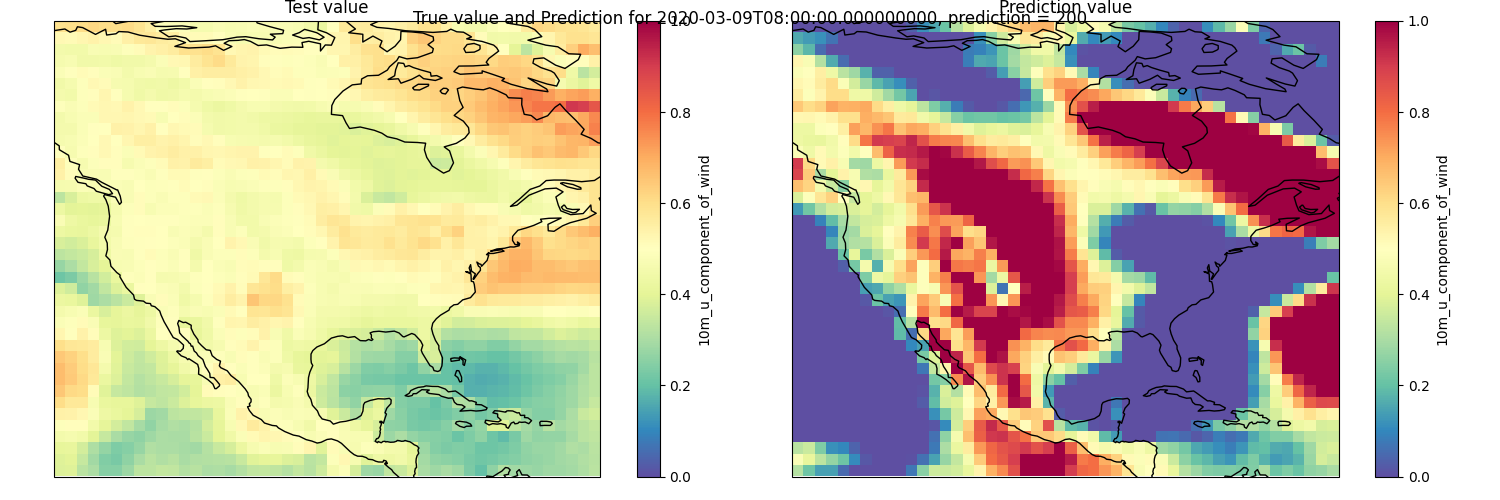 Test value
Prediction value
True value and Prediction for 2020-03-09T08:00:00.000000000, prediction = 200
1.0
0.8
0.6
0.4
0.2
0.0
10m_u_component_of_wind
1.0
0.8
0.6
0.4
0.2
0.0
10m_u_component_of_wind